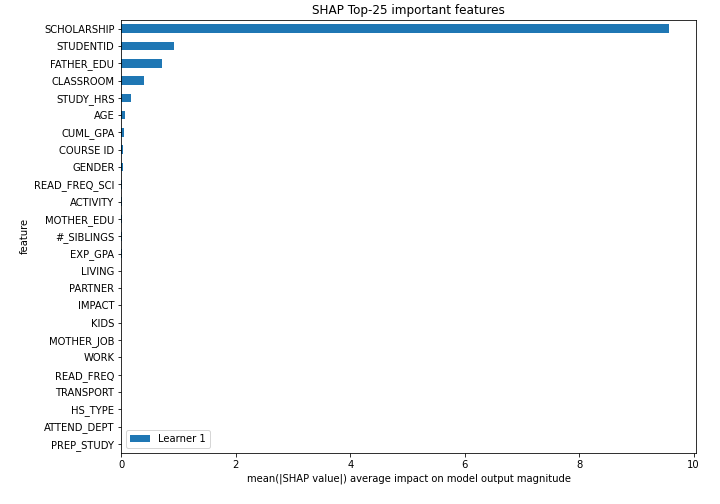 SHAP Top-25 important features
SCHOLARSHIP
STUDENTID
FATHER_EDU
CLASSROOM
STUDY_HRS
AGE
CUML_GPA
COURSE ID
GENDER
READ_FREQ_SCI
ACTIVITY
MOTHER_EDU
#_SIBLINGS
EXP_GPA
LIVING
PARTNER
IMPACT
KIDS
MOTHER_JOB
WORK
READ_FREQ
TRANSPORT
HS_TYPE
ATTEND_DEPT
PREP_STUDY
feature
Learner 1
0 2 4 6 8 10
mean(|SHAP value|) average impact on model output magnitude